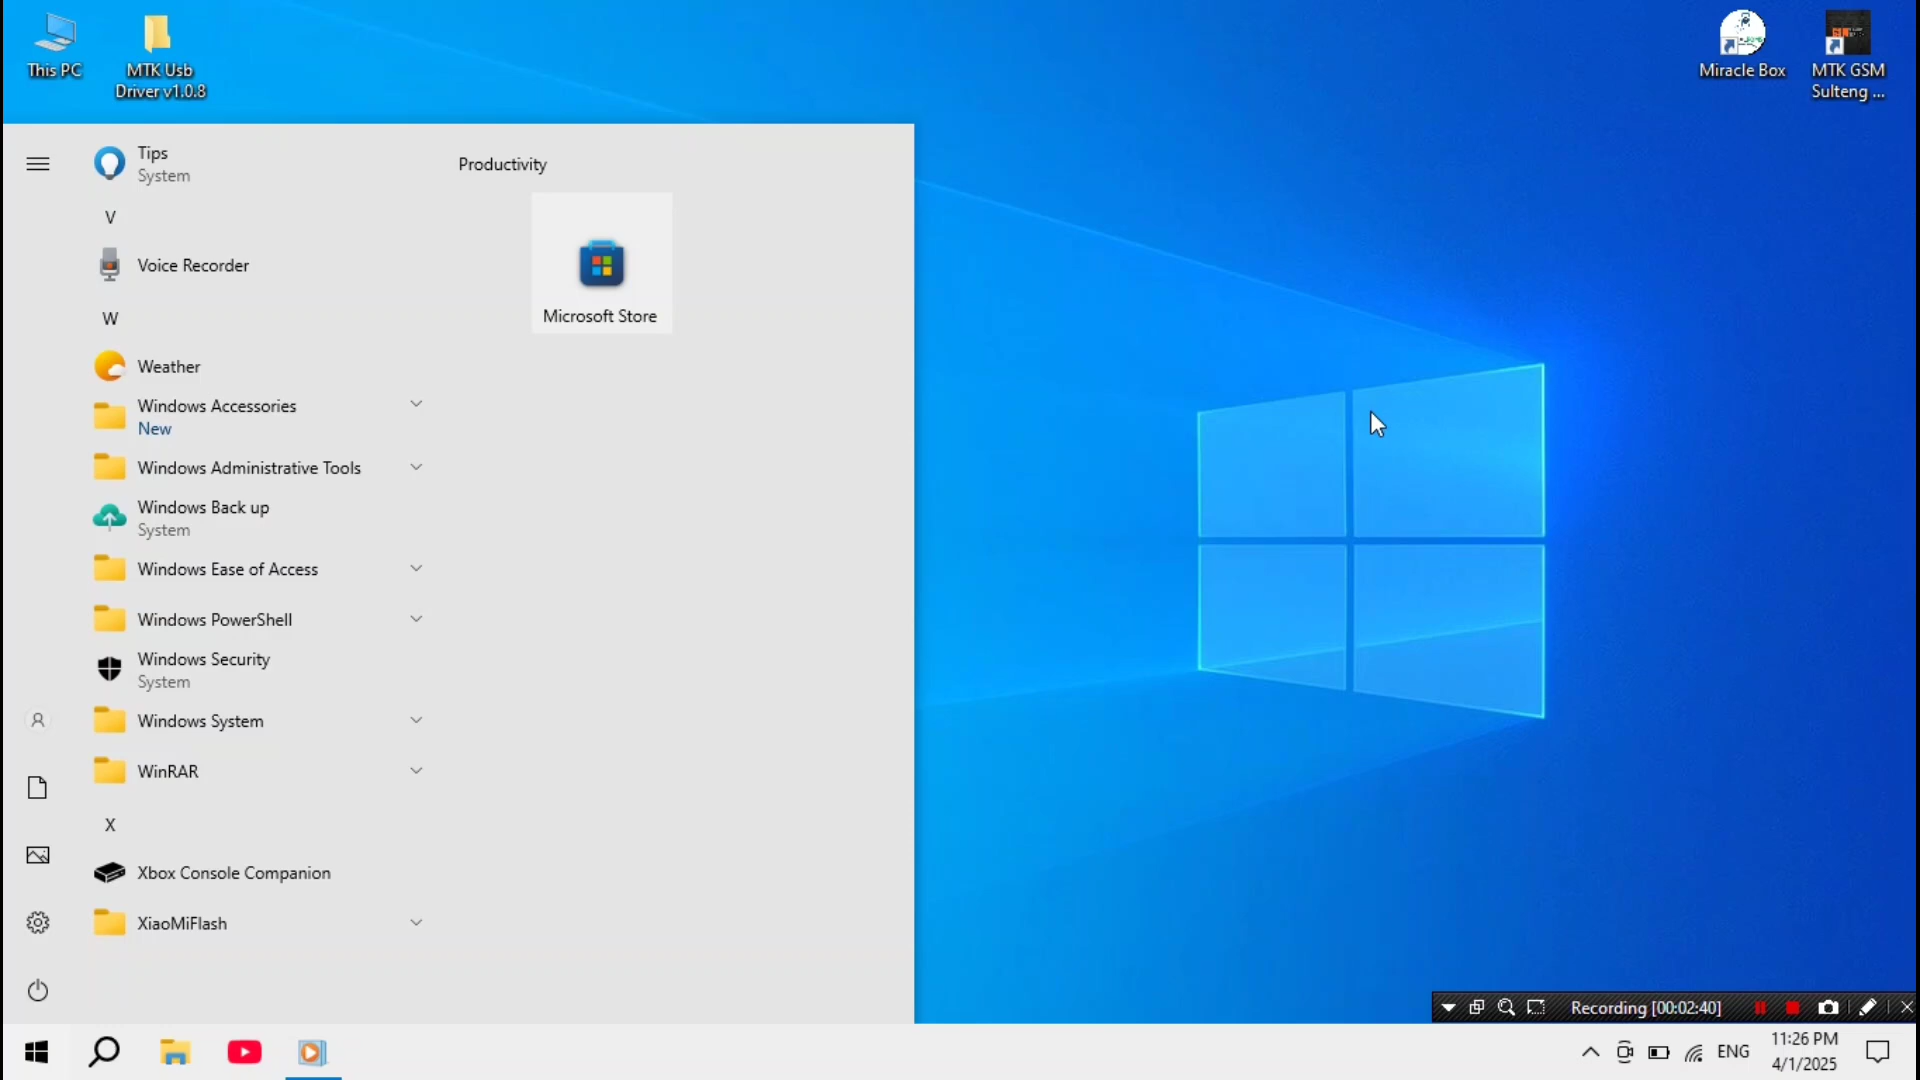 This PC
MTK Usb
Driver v1.0.8
Miracle Box
MTK GSM
Sulteng ...
Tips
System
Productivity
V
Voice Recorder
Microsoft Store
W
Weather
Windows Accessories
New
Windows Administrative Tools
Windows Back up
System
Windows Ease of Access
Windows PowerShell
Windows Security
System
Windows System
WinRAR
X
Xbox Console Companion
XiaoMiFlash
Recording [00:02:40]
ENG
11:26 PM
4/1/2025